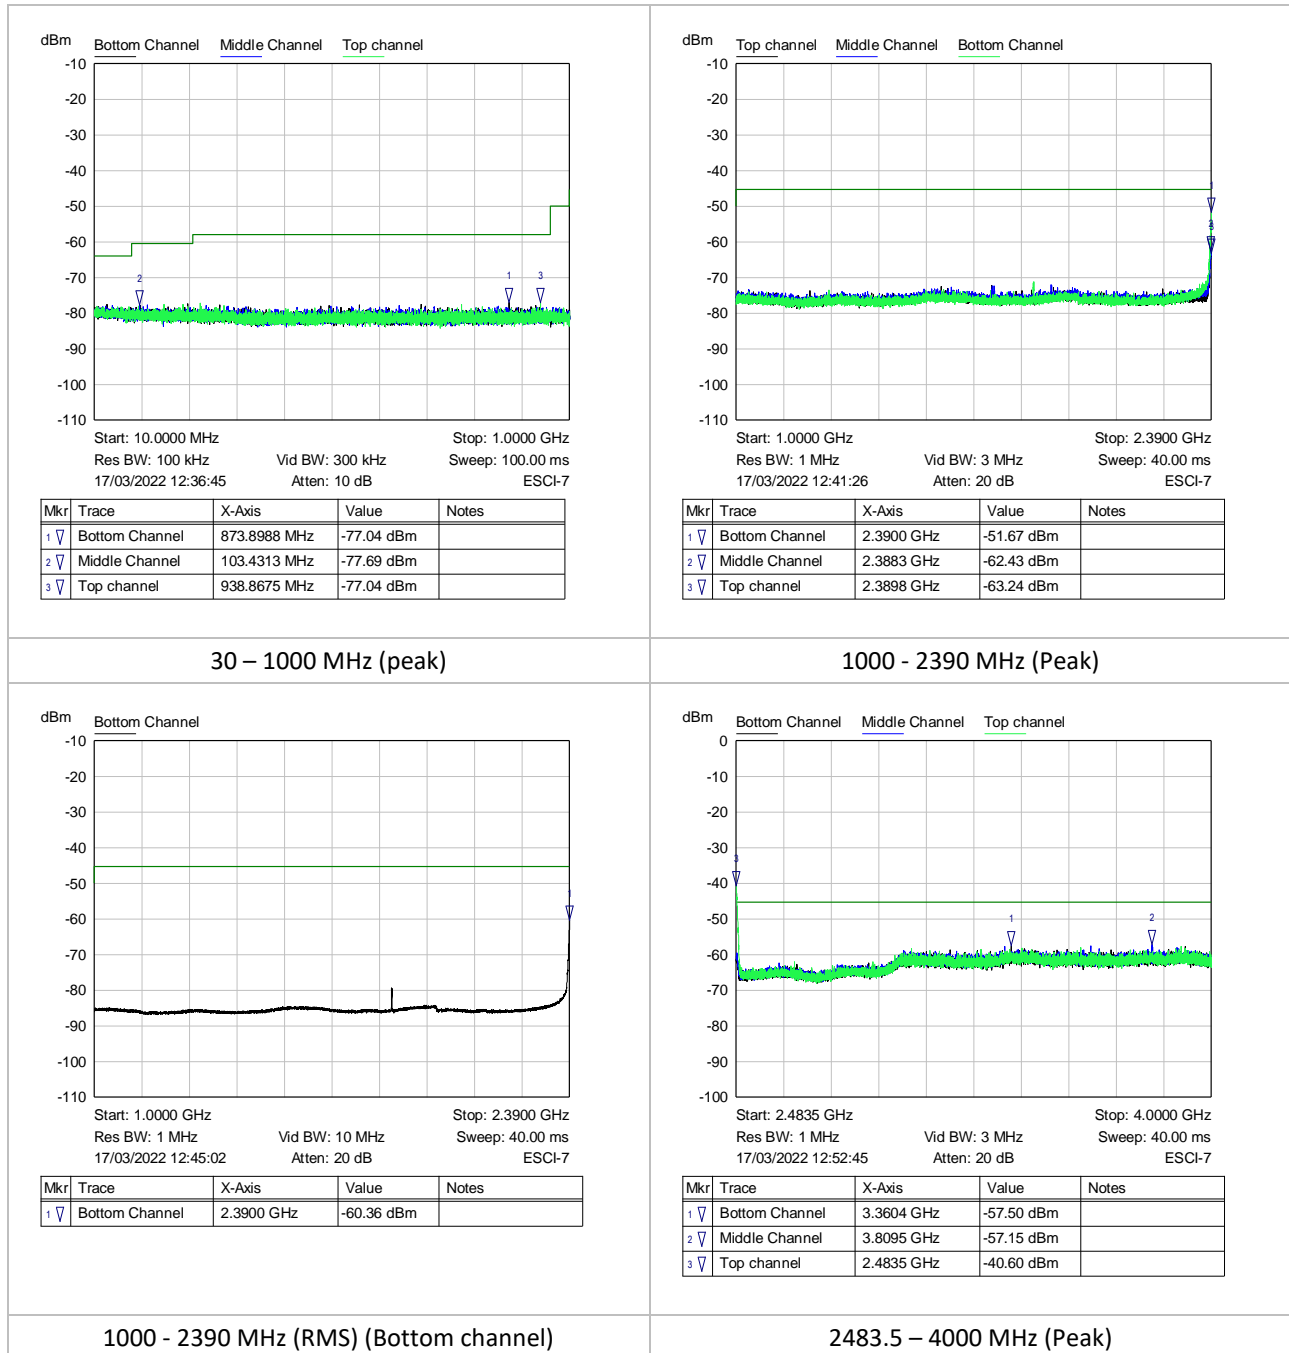 dBm Bottom Channel Middle Channel Top channel
-10
-20
-30
-40
-50
-60
-70
-80
-90
-100
-110
2 1 3
Start: 10.0000 MHz Stop: 1.0000 GHz
Res BW: 100 kHz Vid BW: 300 kHz Sweep: 100.00 ms
17/03/2022 12:36:45 Atten: 10 dB ESCI-7
Mkr Trace X-Axis Value Notes
1 Bottom Channel 873.8988 MHz -77.04 dBm
2 Middle Channel 103.4313 MHz -77.69 dBm
3 Top channel 938.8675 MHz -77.04 dBm
30 – 1000 MHz (peak)
dBm Top channel Middle Channel Bottom Channel
-10
-20
-30
-40
-50
-60
-70
-80
-90
-100
-110
1
Start: 1.0000 GHz Stop: 2.3900 GHz
Res BW: 1 MHz Vid BW: 3 MHz Sweep: 40.00 ms
17/03/2022 12:41:26 Atten: 20 dB ESCI-7
Mkr Trace X-Axis Value Notes
1 Bottom Channel 2.3900 GHz -51.67 dBm
2 Middle Channel 2.3883 GHz -62.43 dBm
3 Top channel 2.3898 GHz -63.24 dBm
1000 - 2390 MHz (Peak)
dBm Bottom Channel
-10
-20
-30
-40
-50
-60
-70
-80
-90
-100
-110
1
Start: 1.0000 GHz Stop: 2.3900 GHz
Res BW: 1 MHz Vid BW: 10 MHz Sweep: 40.00 ms
17/03/2022 12:45:02 Atten: 20 dB ESCI-7
Mkr Trace X-Axis Value Notes
1 Bottom Channel 2.3900 GHz -60.36 dBm
1000 - 2390 MHz (RMS) (Bottom channel)
dBm Bottom Channel Middle Channel Top channel
0
-10
-20
-30
-40
-50
-60
-70
-80
-90
-100
3 1 2
Start: 2.4835 GHz Stop: 4.0000 GHz
Res BW: 1 MHz Vid BW: 3 MHz Sweep: 40.00 ms
17/03/2022 12:52:45 Atten: 20 dB ESCI-7
Mkr Trace X-Axis Value Notes
1 Bottom Channel 3.3604 GHz -57.50 dBm
2 Middle Channel 3.8095 GHz -57.15 dBm
3 Top channel 2.4835 GHz -40.60 dBm
2483.5 – 4000 MHz (Peak)